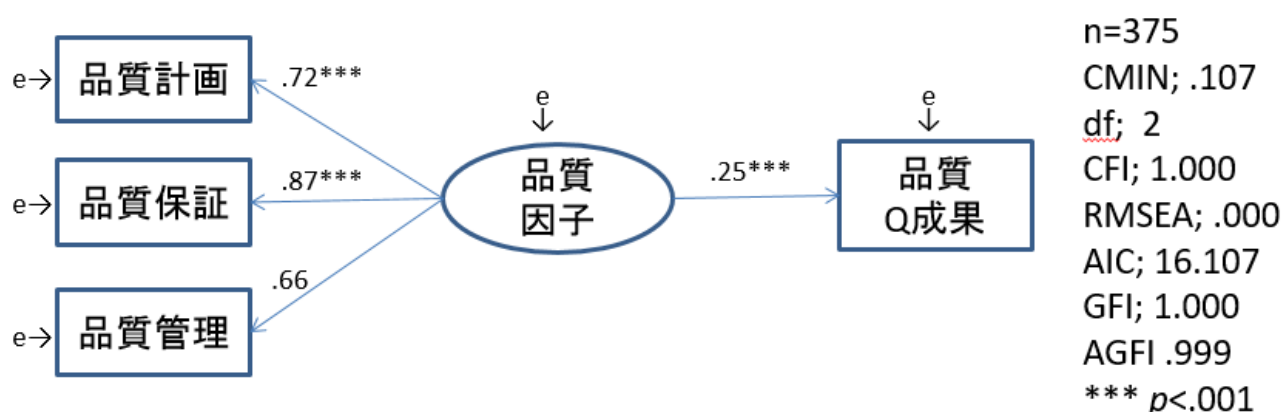 e→
品質計画
.72***
e→
品質保証
.87***
e→
品質管理
.66
e
↓
品質
因子
.25***
e
↓
品質
Q成果
n=375
CMIN; .107
df; 2
CFI; 1.000
RMSEA; .000
AIC; 16.107
GFI; 1.000
AGFI .999
*** p<.001